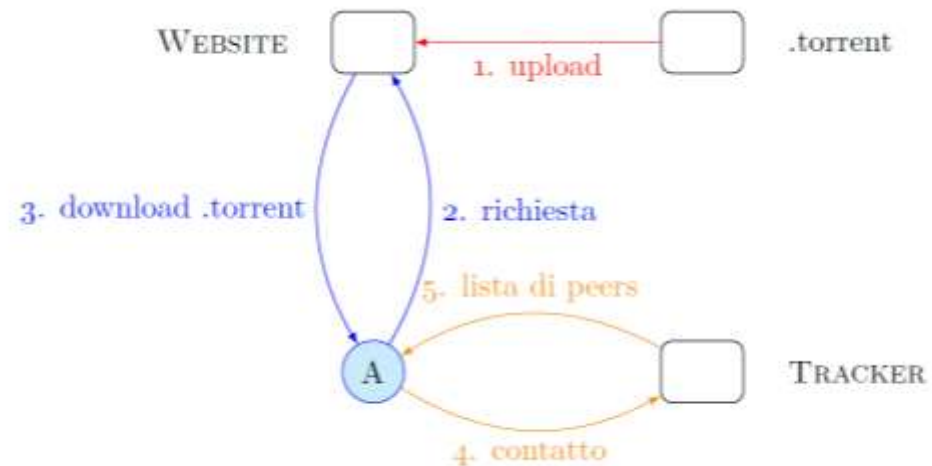 WEBSITE
.torrent
1. upload
3. download .torrent
2. richiesta
5. lista di peers
A
TRACKER
4. contatto